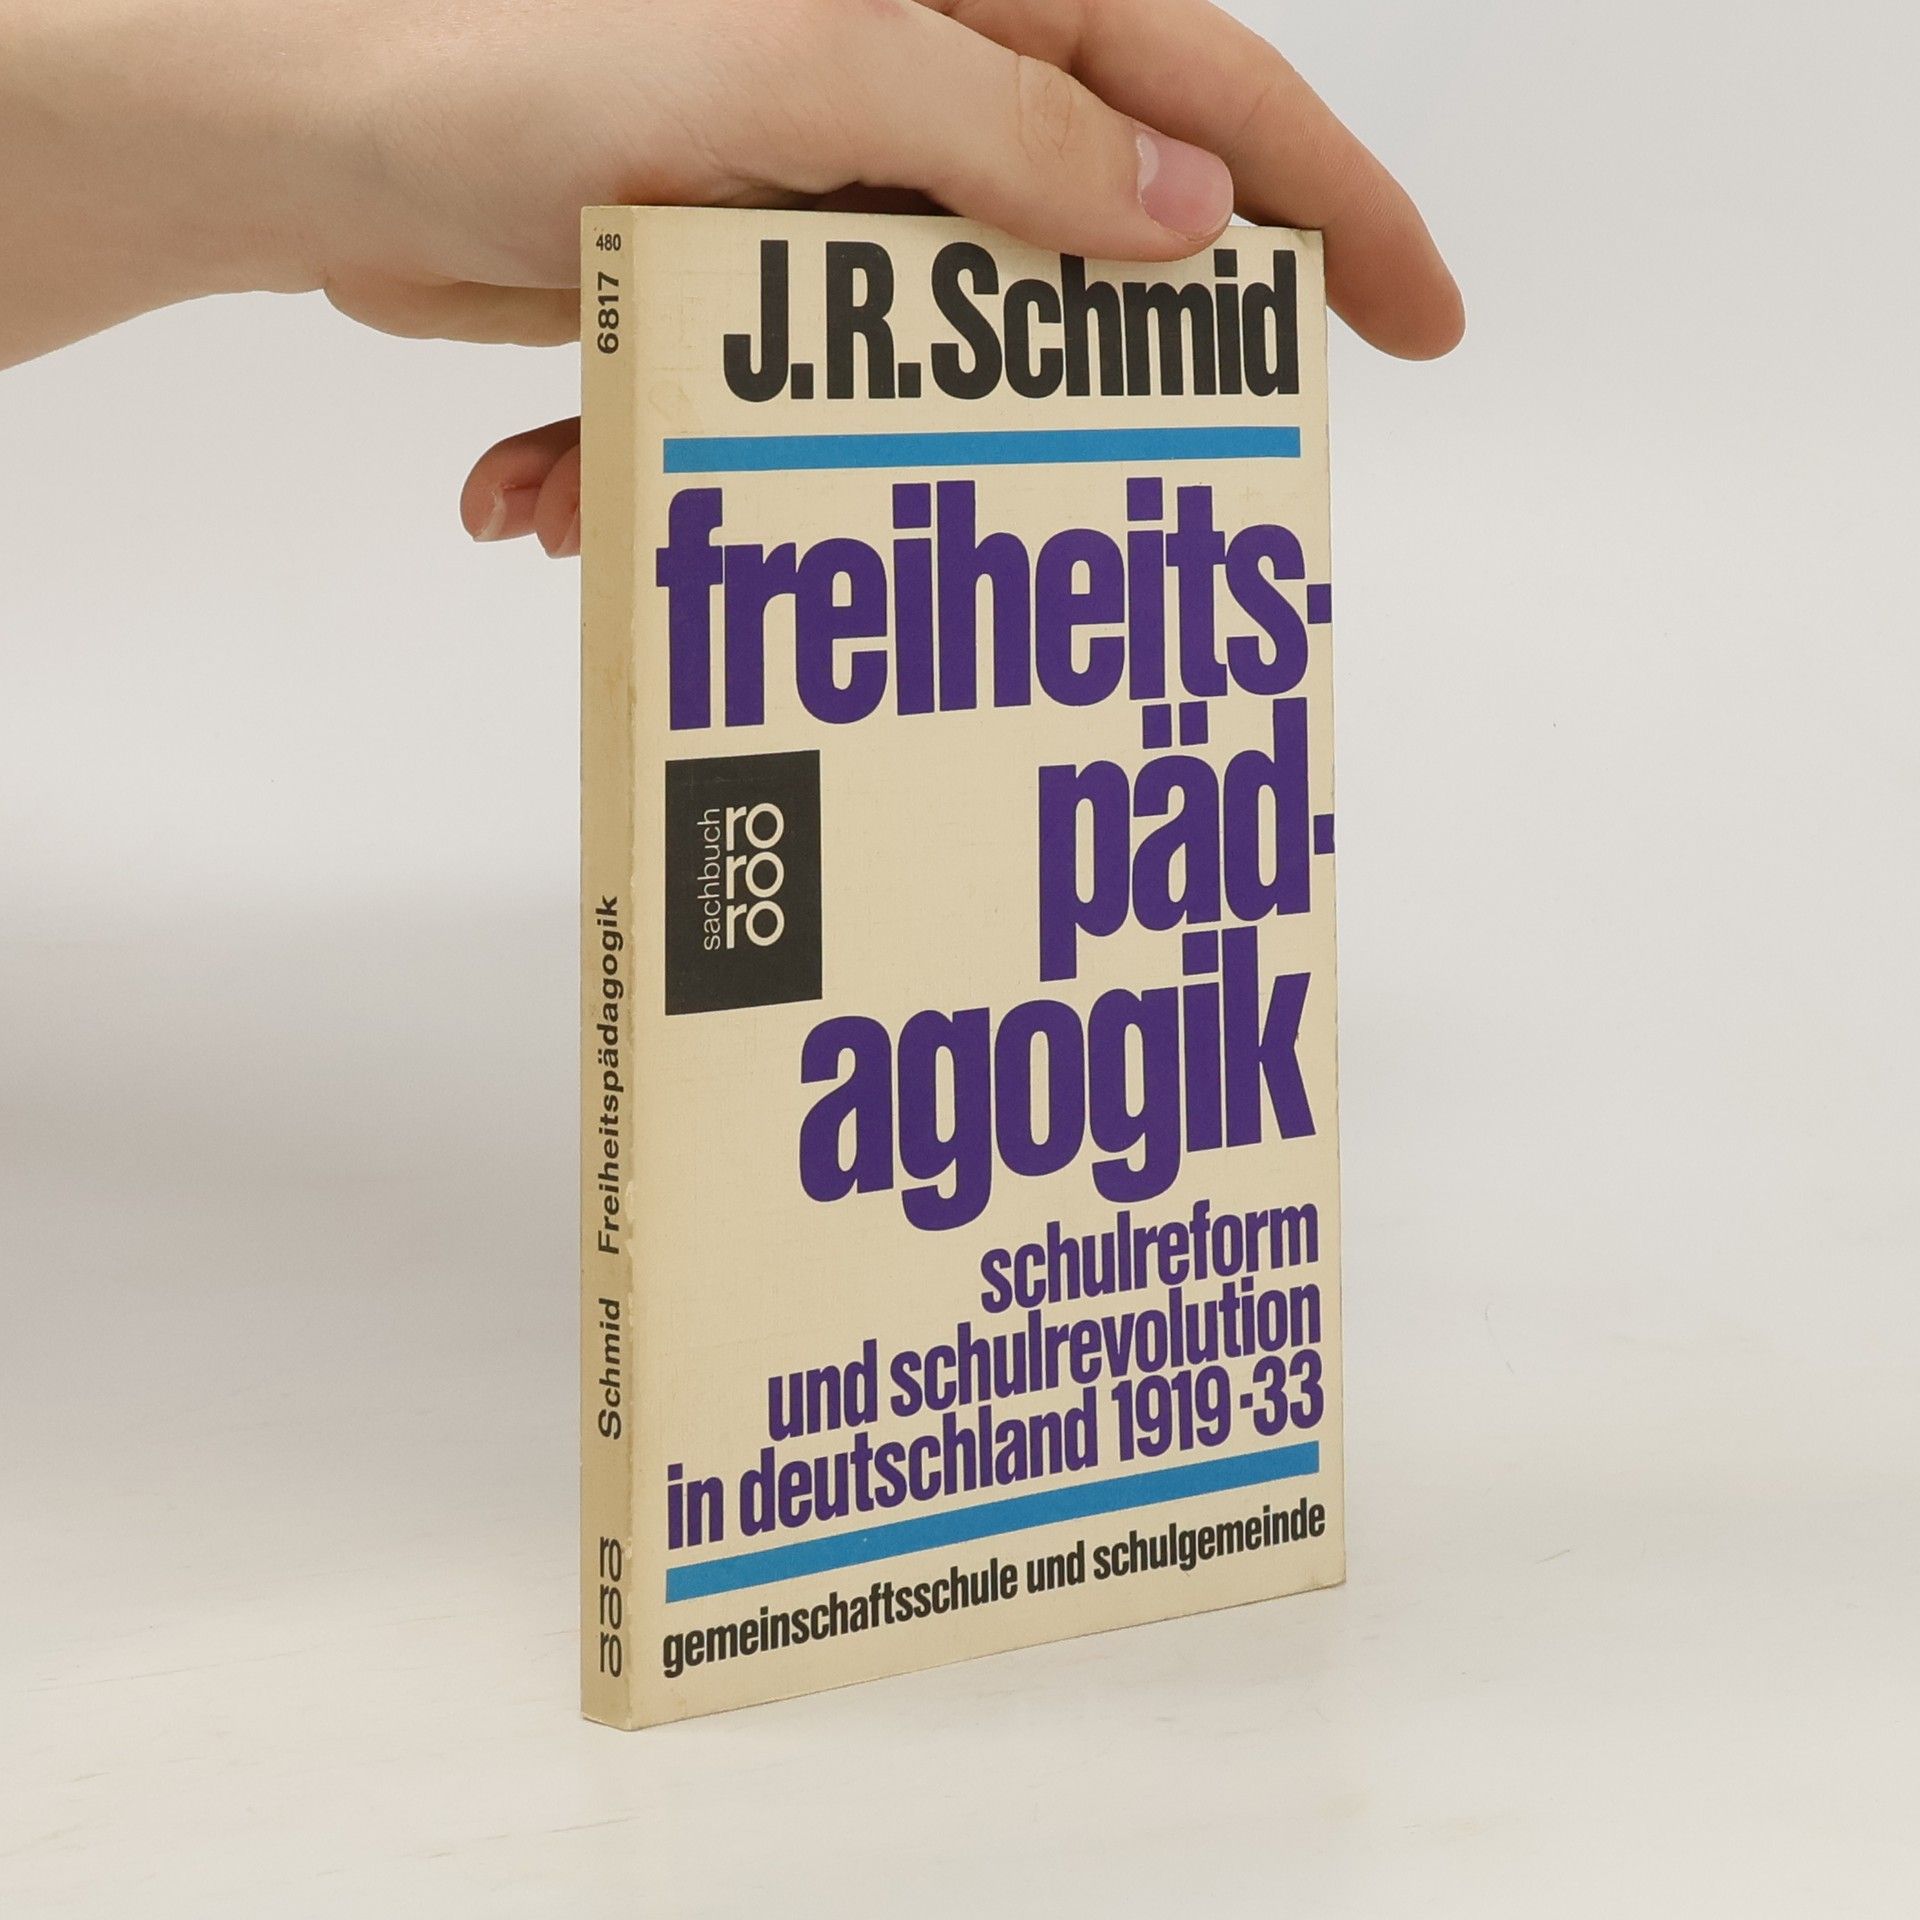 J.R.Schmid
freiheits-
päd-
agogik
sachbuch
ro
ro
ro
schulreform
und schulrevolution
in deutschland 1919-33
gemeinschaftsschule und schulgemeinde
480
6817
Schmid Freiheitspädagogik
ro
ro
ro